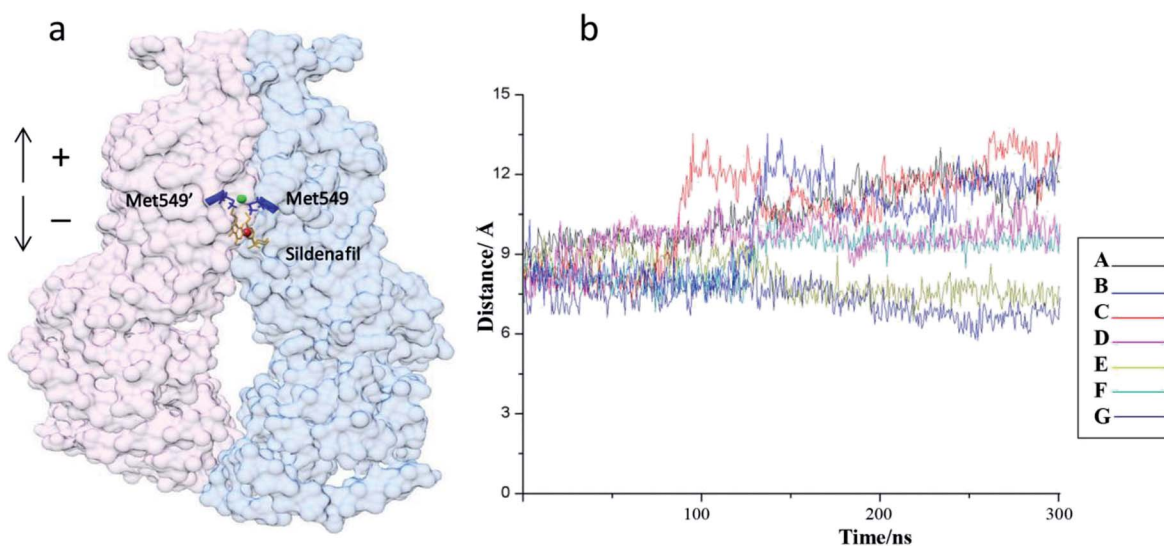 a
+
−
Met549’
Met549
Sildenafil
b
15
12
9
6
3
0
Distance/ Å
100
200
300
Time/ns
A
B
C
D
E
F
G